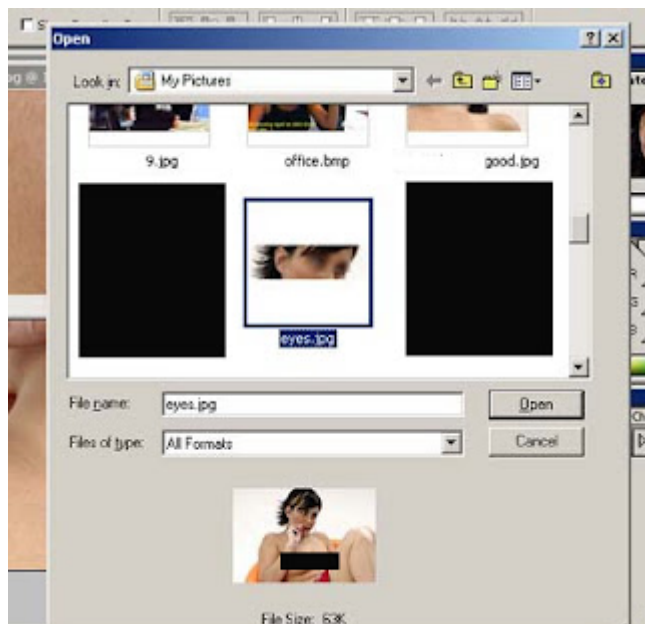 Open
Look in: My Pictures
9.jpg office.bmp good.jpg
eyes.jpg
File name: eyes.jpg Open
Files of type: All Formats Cancel
File Size: 63K